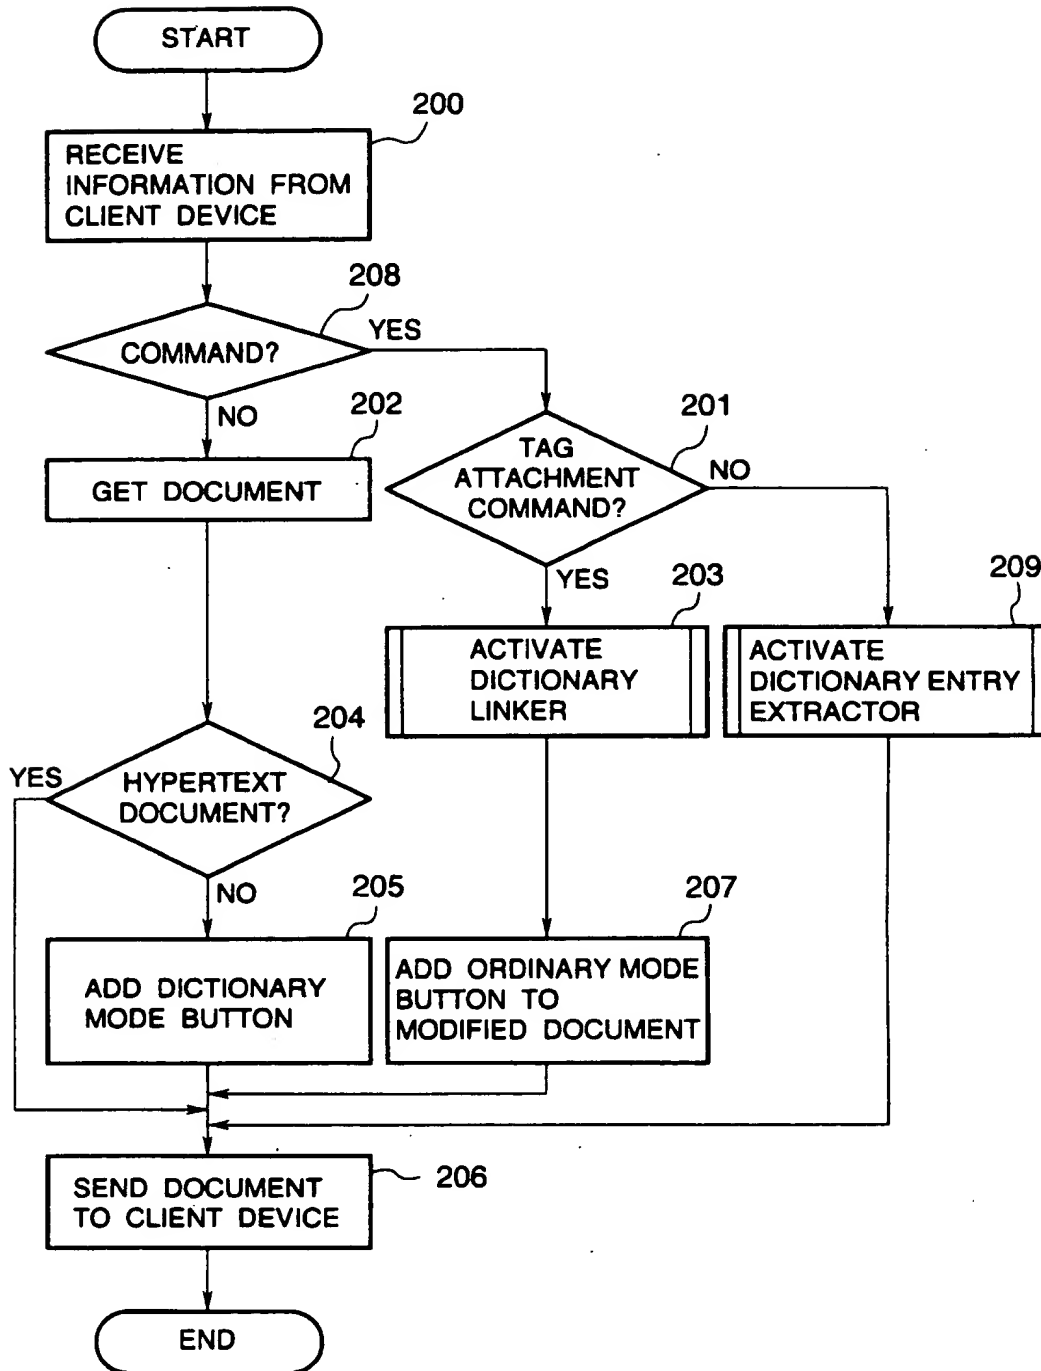 START
200
RECEIVE
INFORMATION FROM
CLIENT DEVICE
208
COMMAND?
YES
NO
202
GET DOCUMENT
201
TAG
ATTACHMENT
COMMAND?
NO
YES
203
ACTIVATE
DICTIONARY
LINKER
209
ACTIVATE
DICTIONARY ENTRY
EXTRACTOR
204
YES
HYPERTEXT
DOCUMENT?
NO
205
ADD DICTIONARY
MODE BUTTON
207
ADD ORDINARY MODE
BUTTON TO
MODIFIED DOCUMENT
206
SEND DOCUMENT
TO CLIENT DEVICE
END